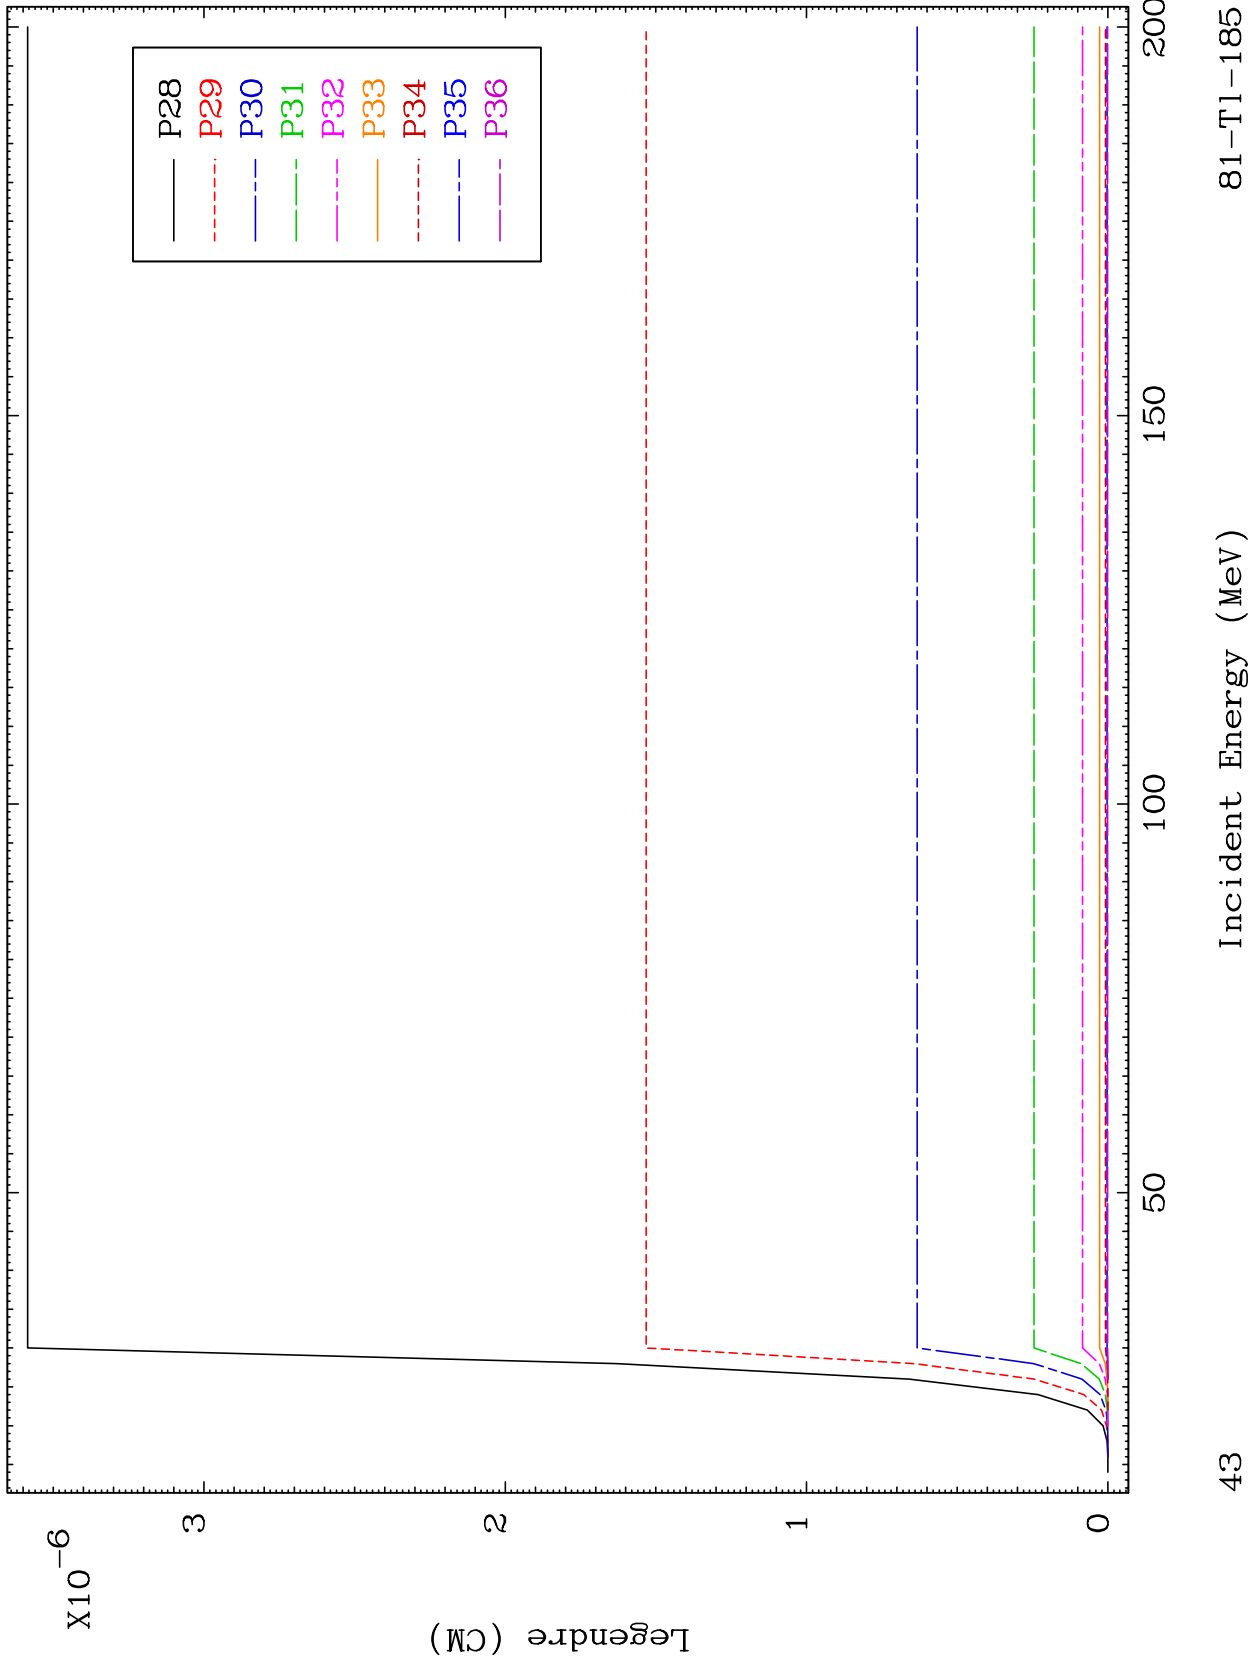 X10-6
3
2
1
0
Legendre (CM)
P28
P29
P30
P31
P32
P33
P34
P35
P36
50
100
150
200
Incident Energy (MeV)
43
81-Tl-185